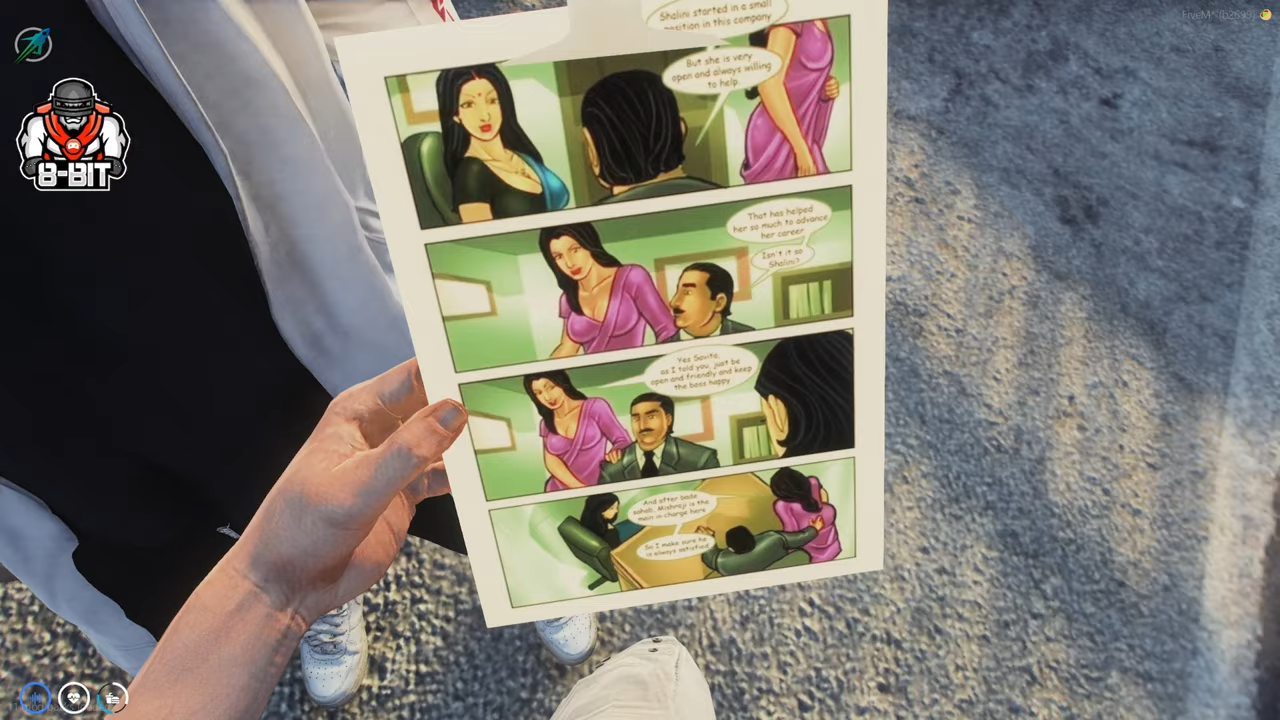 FiveM
8-BIT
Shalini started in a small
position in this company
But she is very
open and always willing
to help.
That has helped
her so much to advance
her career
Isn't it so
Shalini?
Yes Savita,
as I told you, just be
open and friendly and keep
the boss happy
And after bade
sahab, Mishraji is the
man in charge here
So I make sure he
is always satisfied